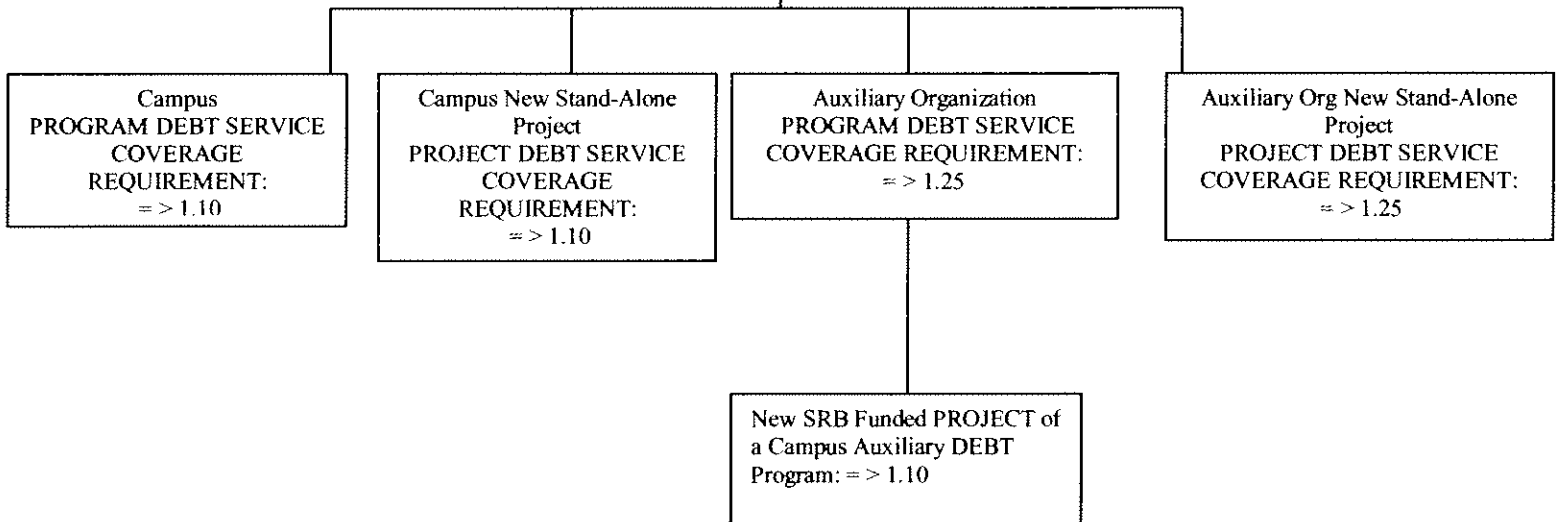 Campus
PROGRAM DEBT SERVICE
COVERAGE
REQUIREMENT:
= > 1.10
Campus New Stand-Alone
Project
PROJECT DEBT SERVICE
COVERAGE
REQUIREMENT:
= > 1.10
Auxiliary Organization
PROGRAM DEBT SERVICE
COVERAGE REQUIREMENT:
= > 1.25
Auxiliary Org New Stand-Alone
Project
PROJECT DEBT SERVICE
COVERAGE REQUIREMENT:
= > 1.25
New SRB Funded PROJECT of
a Campus Auxiliary DEBT
Program: = > 1.10